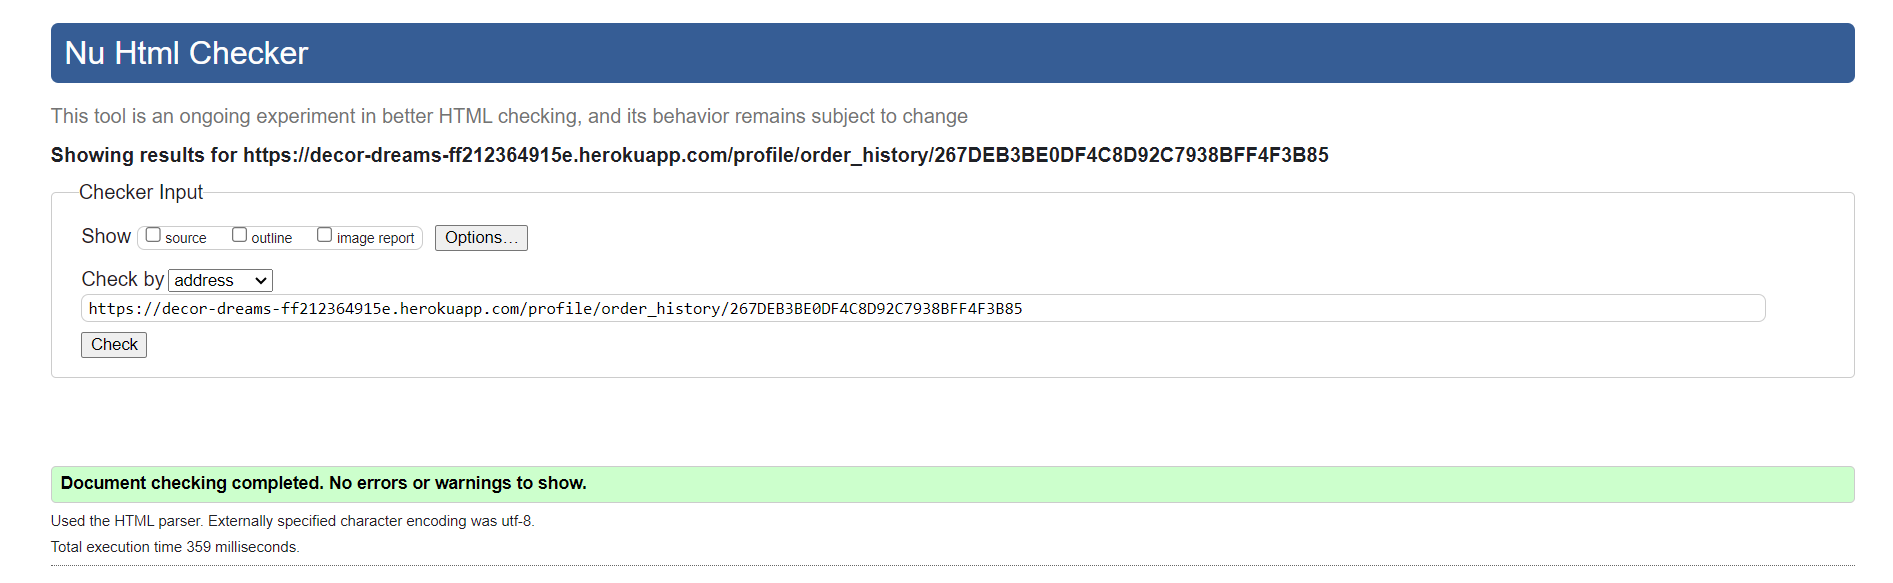 Nu Html Checker
This tool is an ongoing experiment in better HTML checking, and its behavior remains subject to change
Showing results for https://decor-dreams-ff212364915e.herokuapp.com/profile/order_history/267DEB3BE0DF4C8D92C7938BFF4F3B85
Checker Input
Show source outline image report Options...
Check by address
https://decor-dreams-ff212364915e.herokuapp.com/profile/order_history/267DEB3BE0DF4C8D92C7938BFF4F3B85
Check
Document checking completed. No errors or warnings to show.
Used the HTML parser. Externally specified character encoding was utf-8.
Total execution time 359 milliseconds.